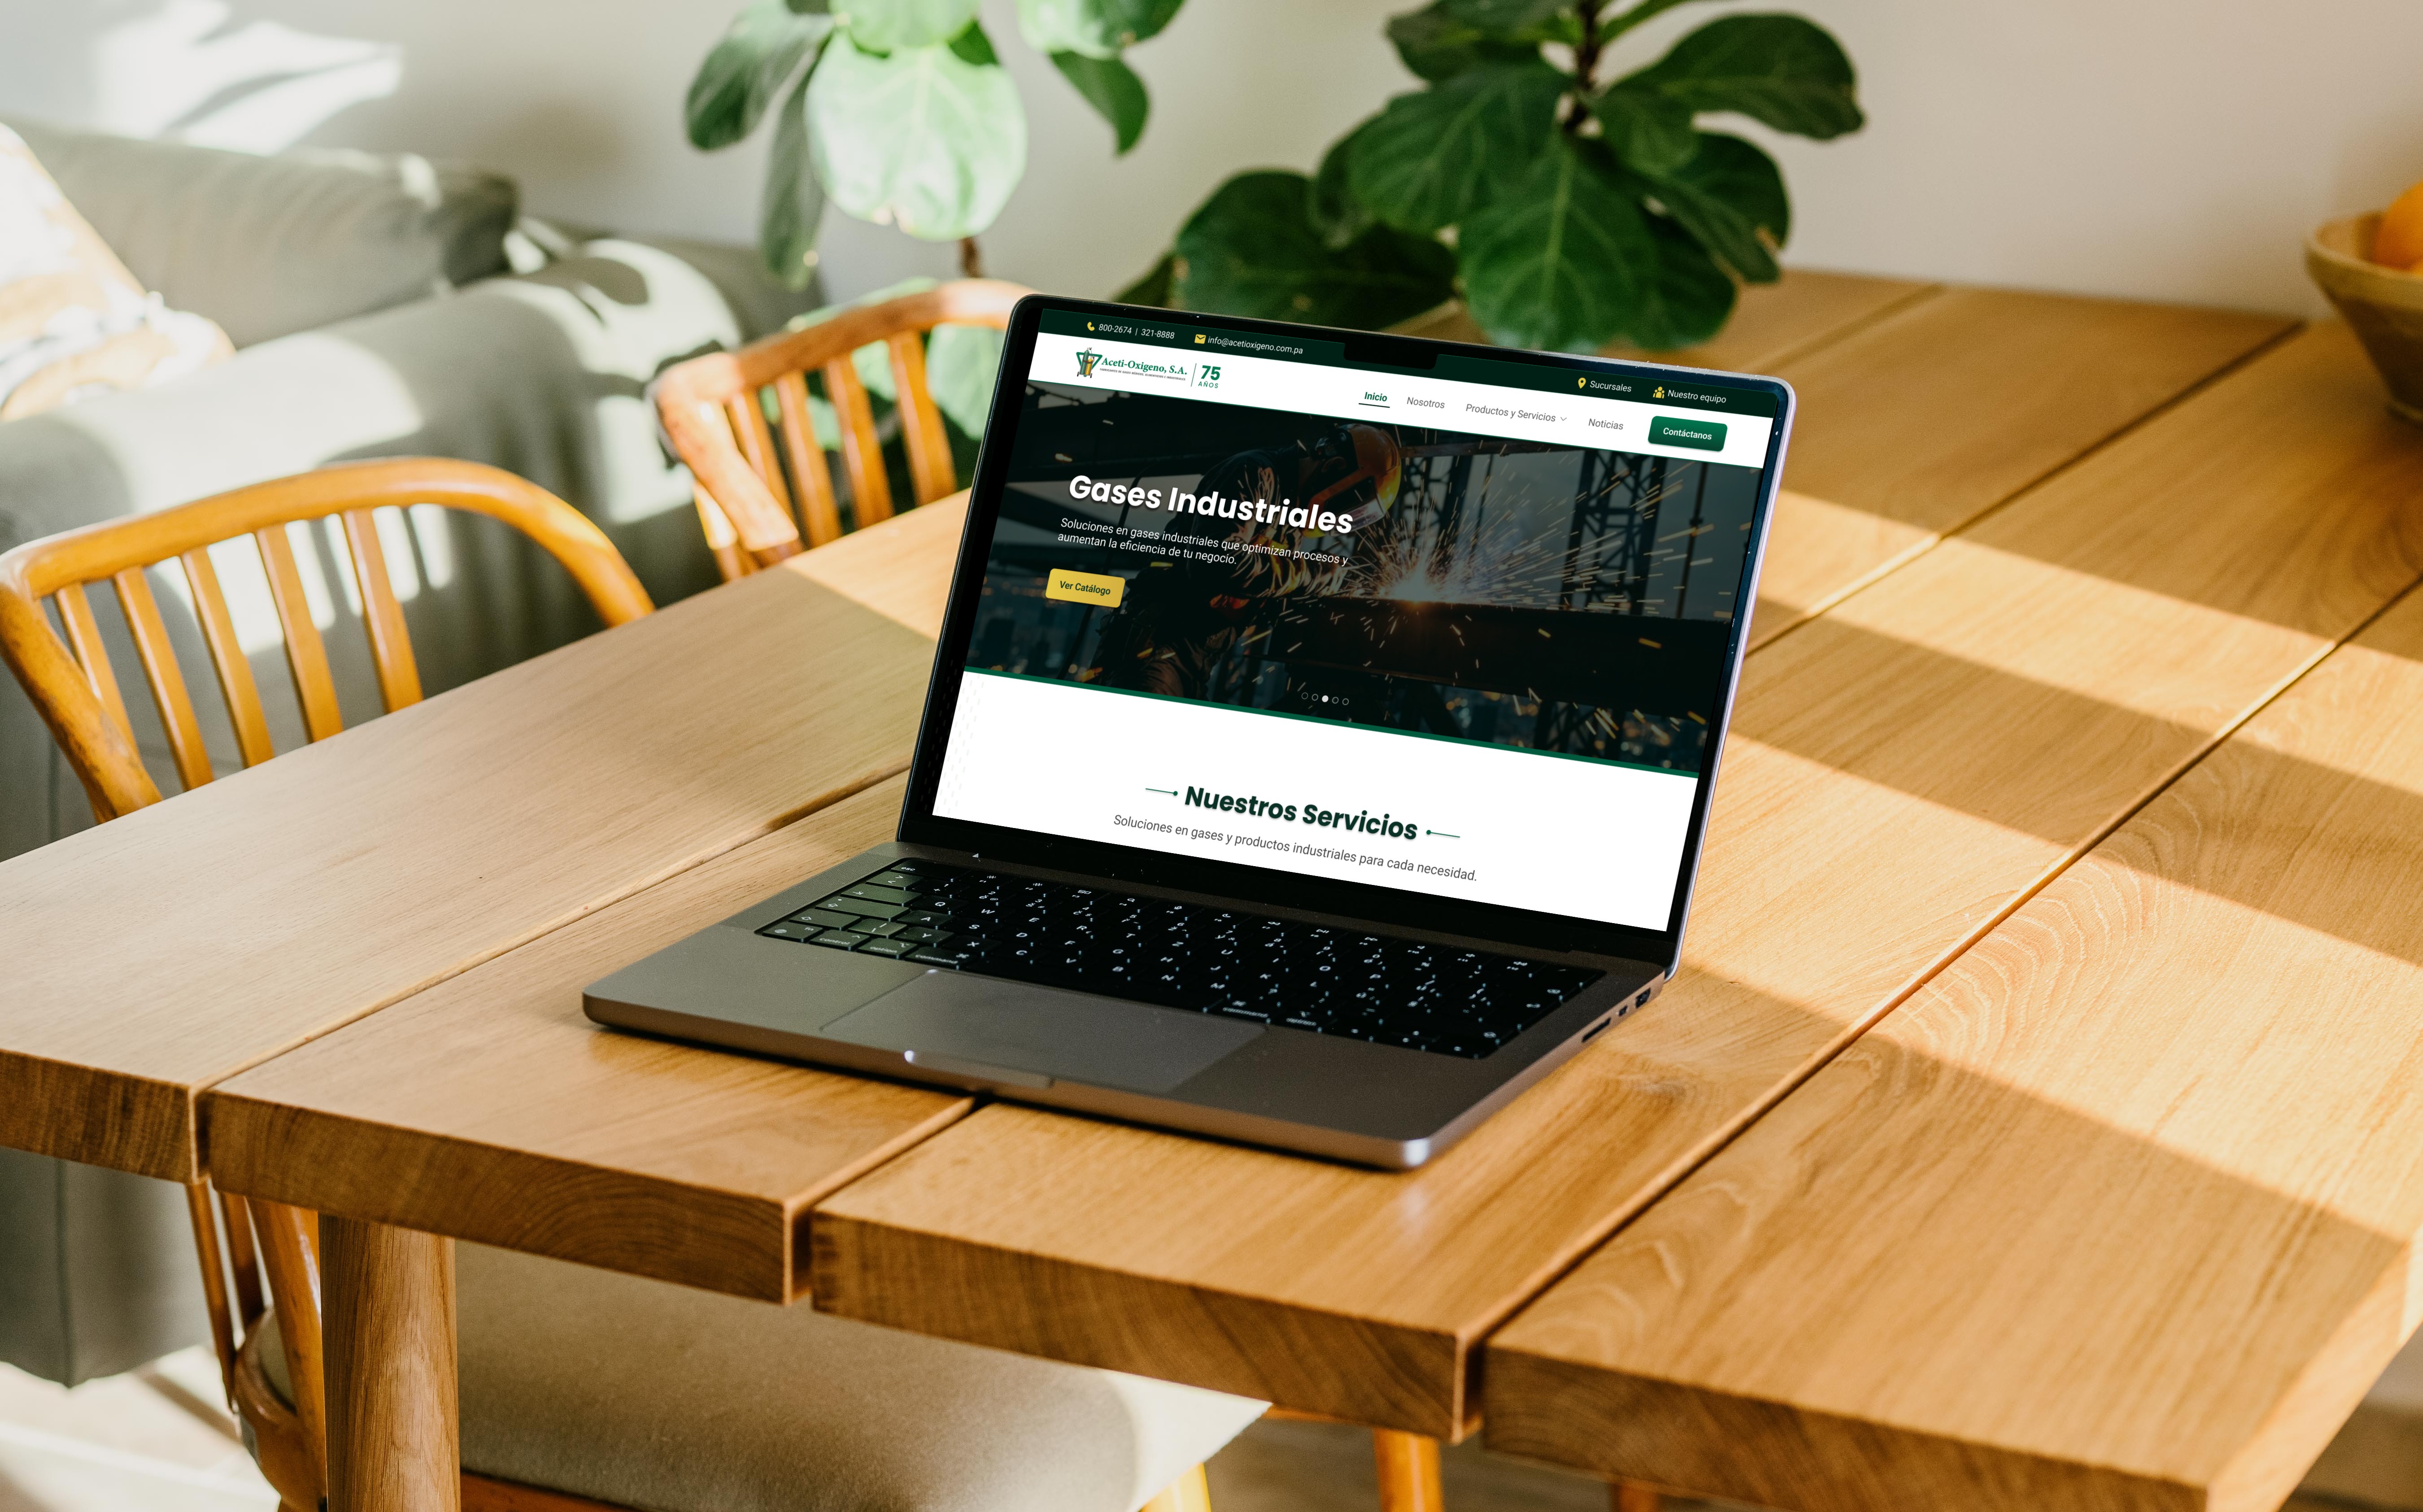 800-2674 | 321-8888
info@acetioxigeno.com.pa
Sucursales
Nuestro equipo
Aceti-Oxigeno, S.A.
75
AÑOS
Inicio
Nosotros
Productos y Servicios
Noticias
Contáctanos
Gases Industriales
Soluciones en gases industriales que optimizan procesos y
aumentan la eficiencia de tu negocio.
Ver Catálogo
Nuestros Servicios
Soluciones en gases y productos industriales para cada necesidad.